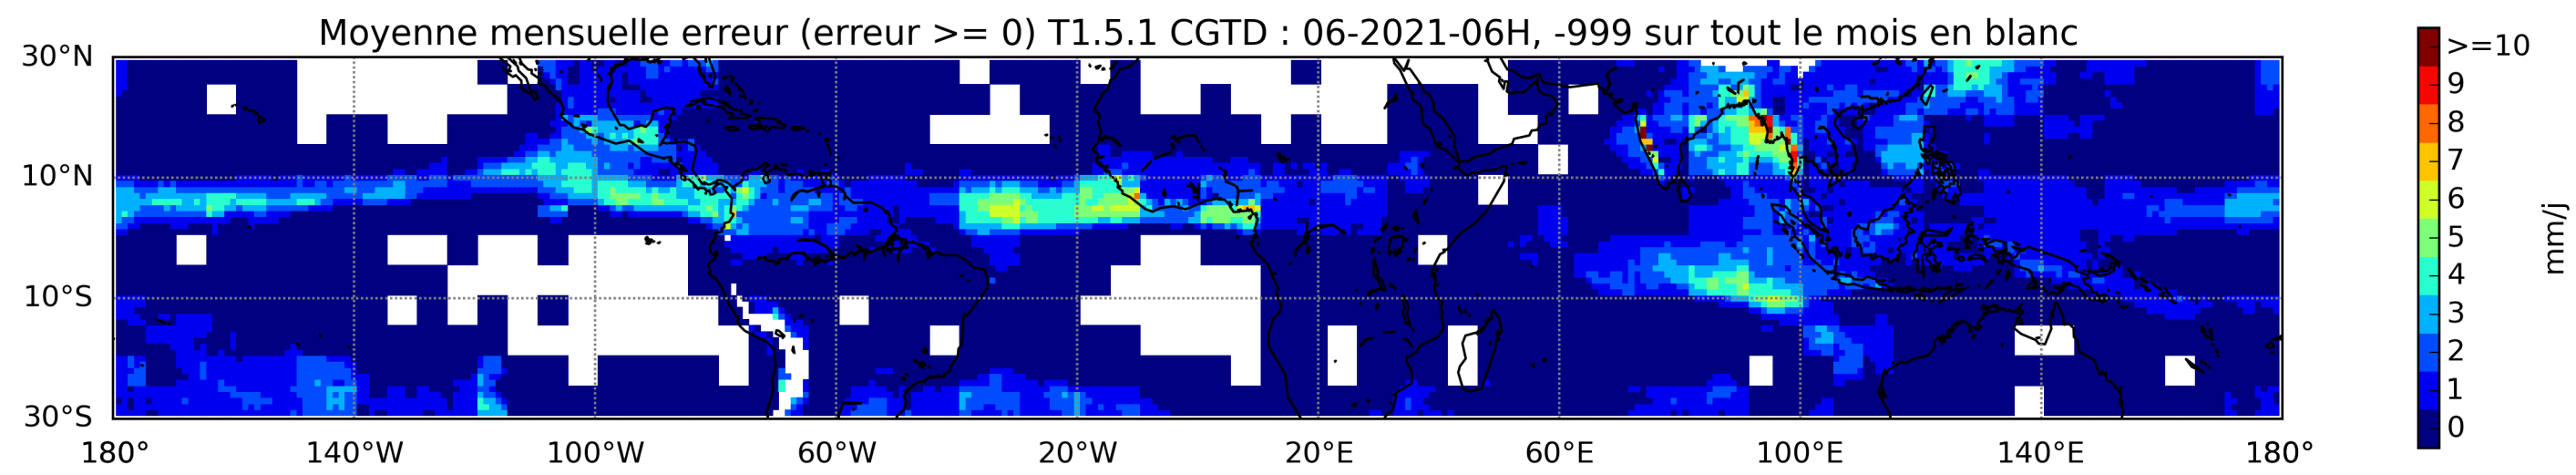 Moyenne mensuelle erreur (erreur >= 0) T1.5.1 CGTD : 06-2021-06H, -999 sur tout le mois en blanc
30°N
10°N
10°S
30°S
180° 140°W 100°W 60°W 20°W 20°E 60°E 100°E 140°E 180°
>=10
9
8
7
6
5
4
3
2
1
0
mm/j